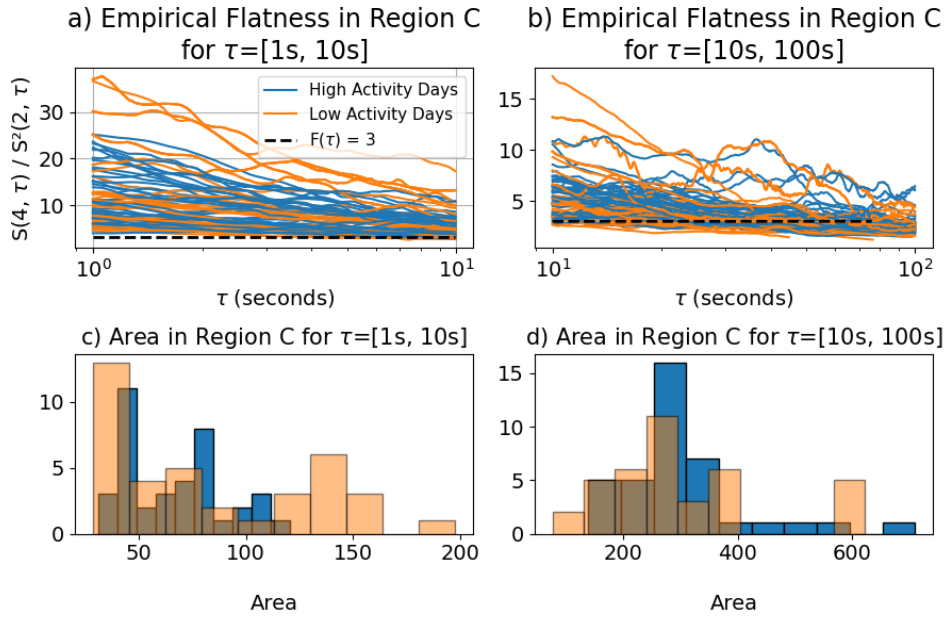 a) Empirical Flatness in Region C
for τ=[1s, 10s]
b) Empirical Flatness in Region C
for τ=[10s, 100s]
S(4, τ) / S²(2, τ)
30
20
10
High Activity Days
Low Activity Days
F(τ) = 3
10⁰
10¹
τ (seconds)
15
10
5
10¹
10²
τ (seconds)
c) Area in Region C for τ=[1s, 10s]
d) Area in Region C for τ=[10s, 100s]
10
5
0
50
100
150
200
Area
15
10
5
0
200
400
600
Area